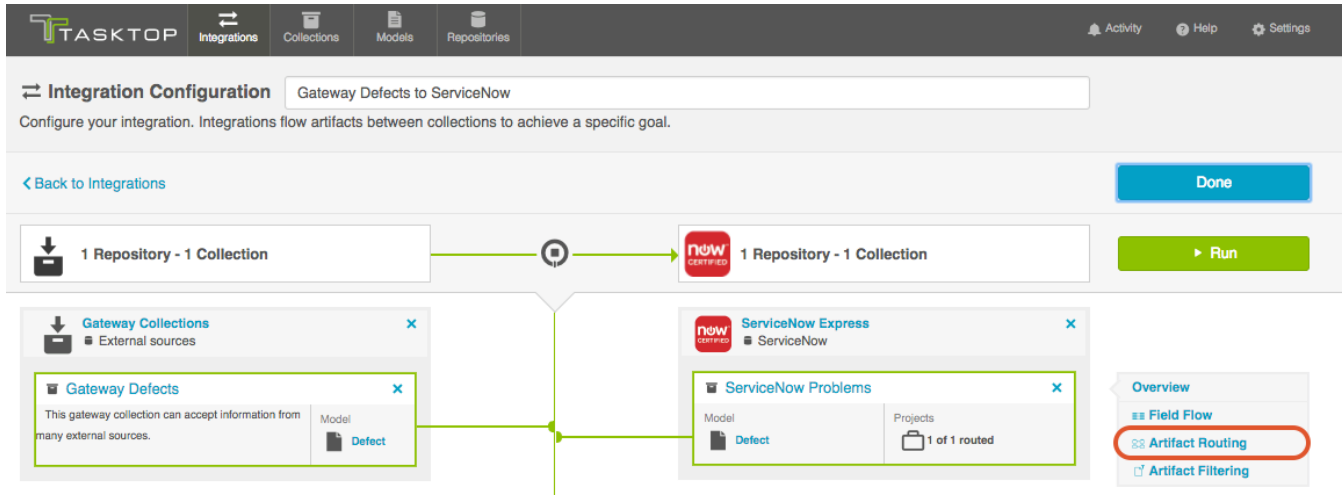 TASKTOP
Integrations
Collections
Models
Repositories
Activity
Help
Settings
Integration Configuration
Gateway Defects to ServiceNow
Configure your integration. Integrations flow artifacts between collections to achieve a specific goal.
Back to Integrations
Done
1 Repository - 1 Collection
now
CERTIFIED
1 Repository - 1 Collection
Run
Gateway Collections
External sources
Gateway Defects
This gateway collection can accept information from
many external sources.
Model
Defect
now
CERTIFIED
ServiceNow Express
ServiceNow
ServiceNow Problems
Model
Defect
Projects
1 of 1 routed
Overview
Field Flow
Artifact Routing
Artifact Filtering